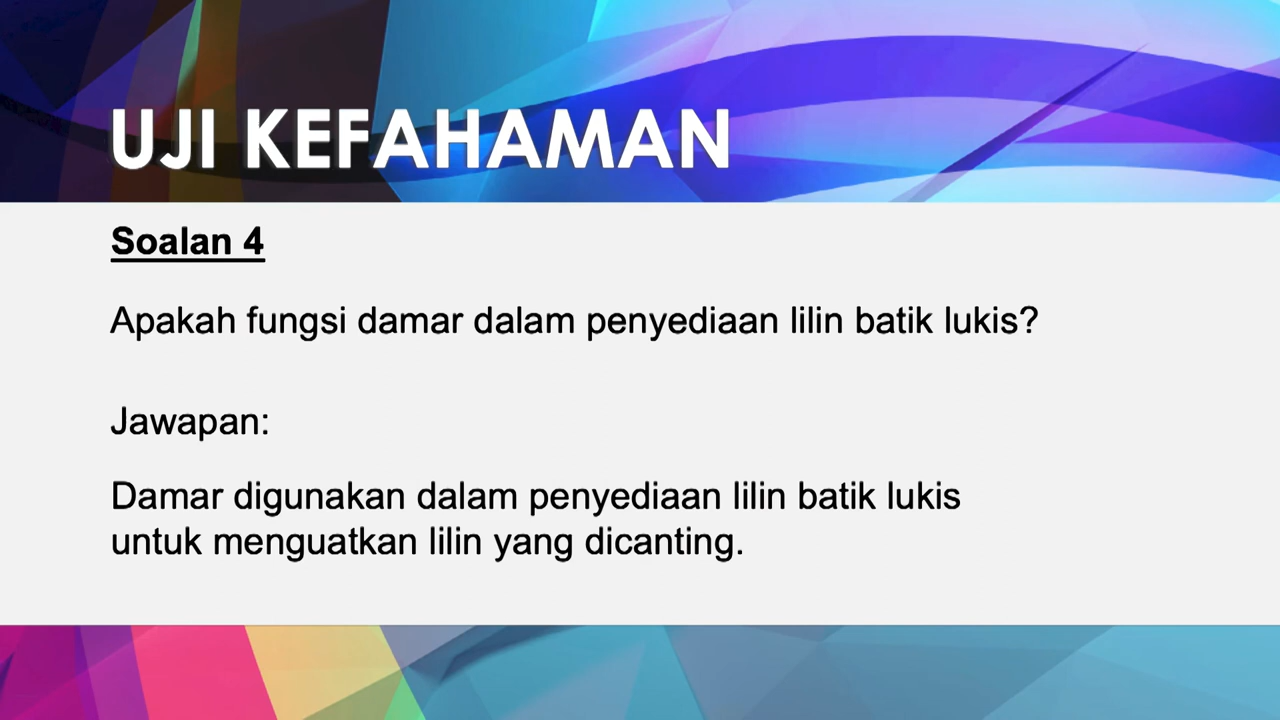 UJI KEFAHAMAN
Soalan 4
Apakah fungsi damar dalam penyediaan lilin batik lukis?
Jawapan:
Damar digunakan dalam penyediaan lilin batik lukis
untuk menguatkan lilin yang dicanting.